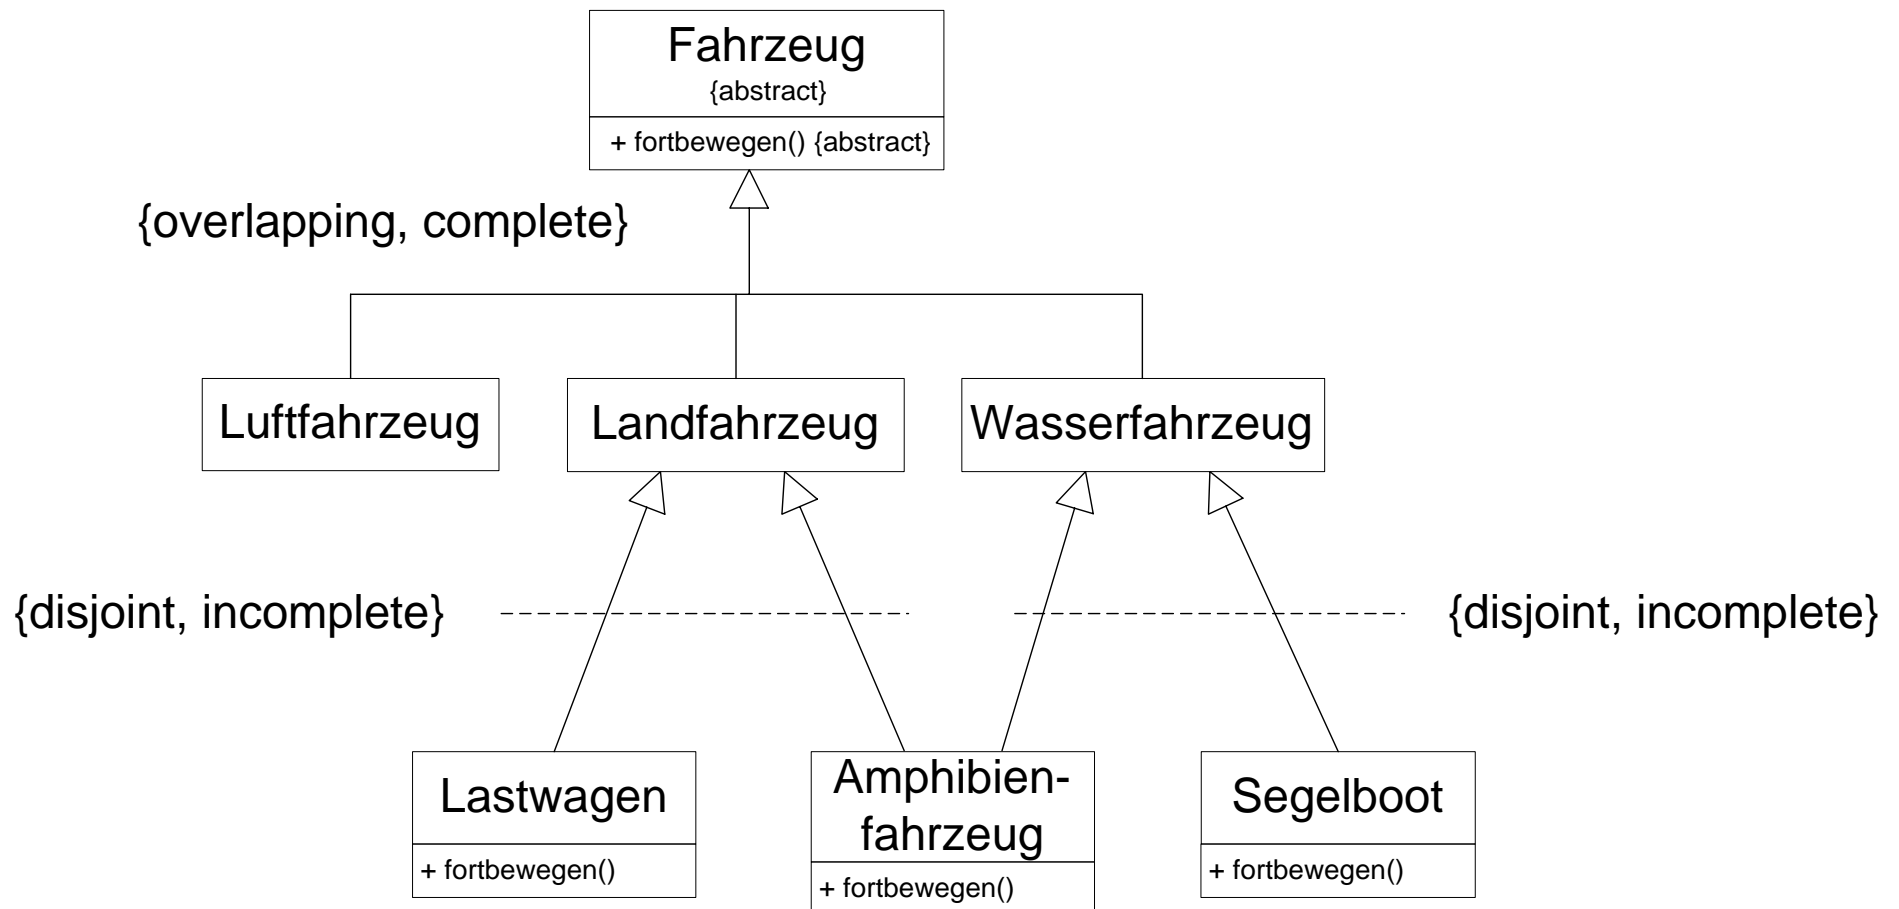 Fahrzeug
{abstract}
+ fortbewegen() {abstract}
{overlapping, complete}
Luftfahrzeug
Landfahrzeug
Wasserfahrzeug
{disjoint, incomplete}
{disjoint, incomplete}
Lastwagen
+ fortbewegen()
Amphibien-
fahrzeug
+ fortbewegen()
Segelboot
+ fortbewegen()